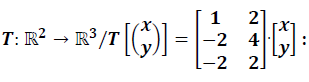 T: ℝ² → ℝ³/T [(x y)] = [1 2 -2 4 -2 2] · [x y] :